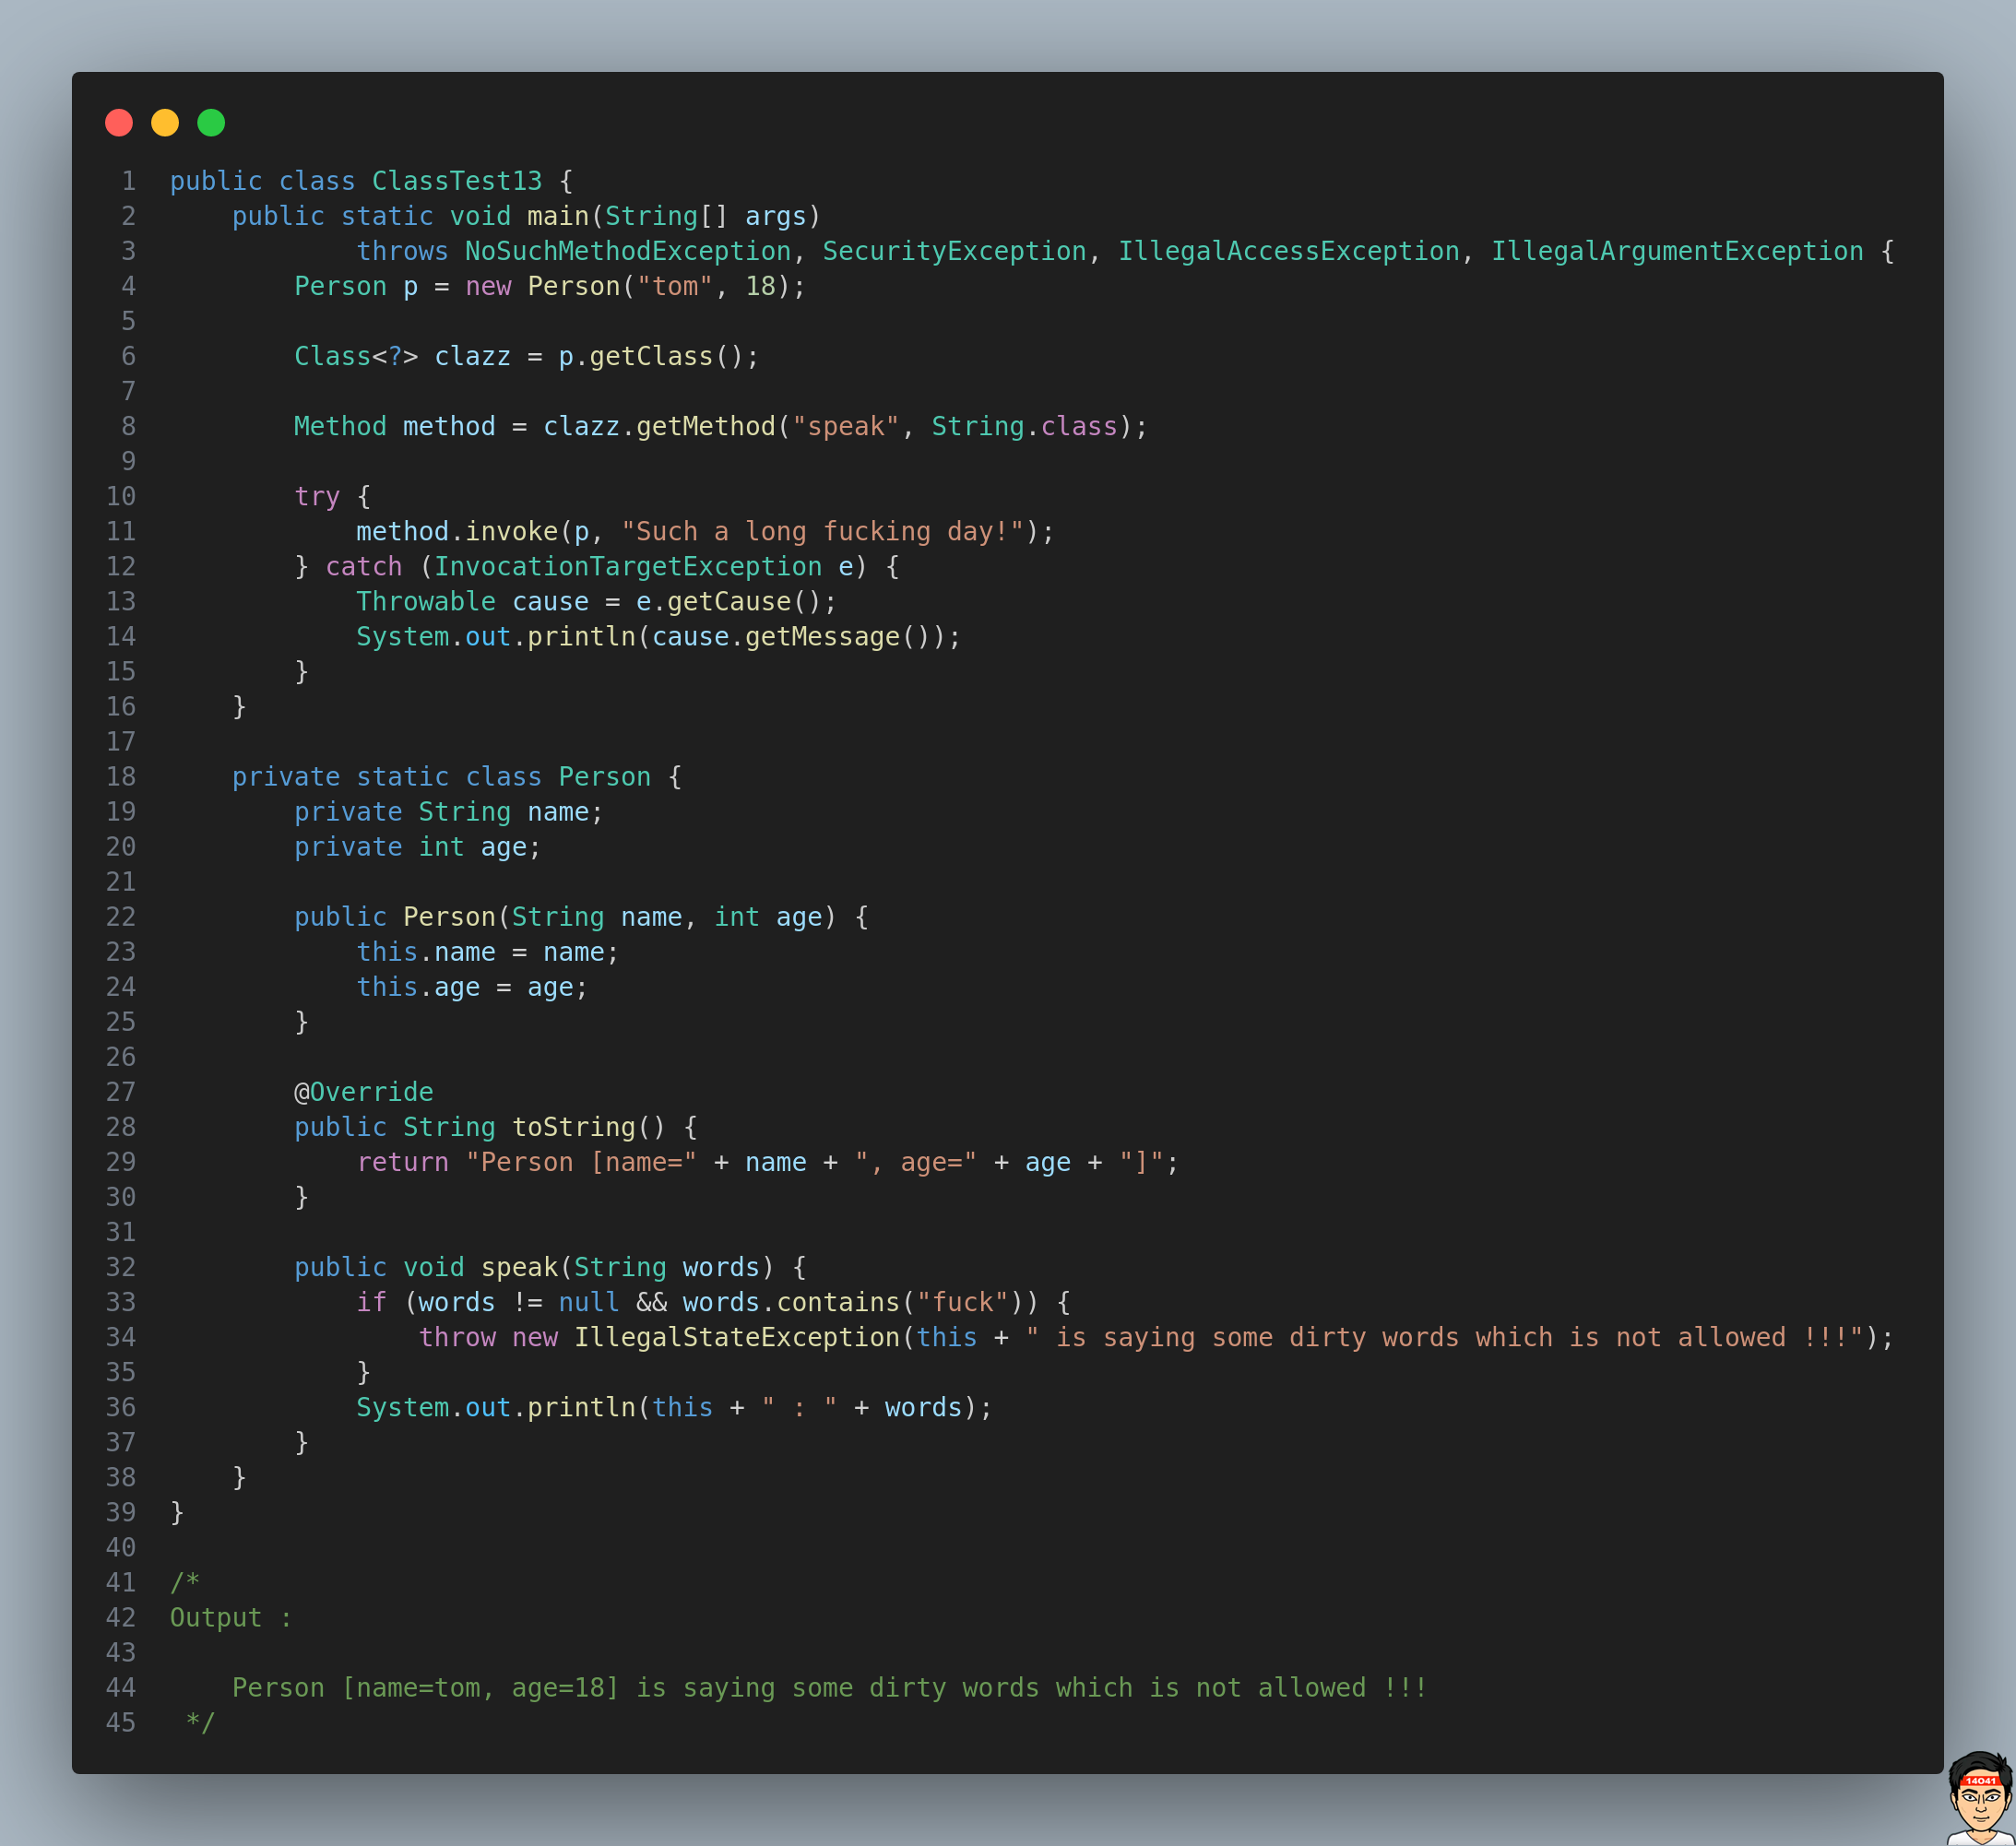 1 public class ClassTest13 {
2     public static void main(String[] args)
3             throws NoSuchMethodException, SecurityException, IllegalAccessException, IllegalArgumentException {
4         Person p = new Person("tom", 18);
5
6         Class<?> clazz = p.getClass();
7
8         Method method = clazz.getMethod("speak", String.class);
9
10         try {
11             method.invoke(p, "Such a long fucking day!");
12         } catch (InvocationTargetException e) {
13             Throwable cause = e.getCause();
14             System.out.println(cause.getMessage());
15         }
16     }
17
18     private static class Person {
19         private String name;
20         private int age;
21
22         public Person(String name, int age) {
23             this.name = name;
24             this.age = age;
25         }
26
27         @Override
28         public String toString() {
29             return "Person [name=" + name + ", age=" + age + "]";
30         }
31
32         public void speak(String words) {
33             if (words != null && words.contains("fuck")) {
34                 throw new IllegalStateException(this + " is saying some dirty words which is not allowed !!!");
35             }
36             System.out.println(this + " : " + words);
37         }
38     }
39 }
40
41 /*
42 Output :
43
44     Person [name=tom, age=18] is saying some dirty words which is not allowed !!!
45  */
14041